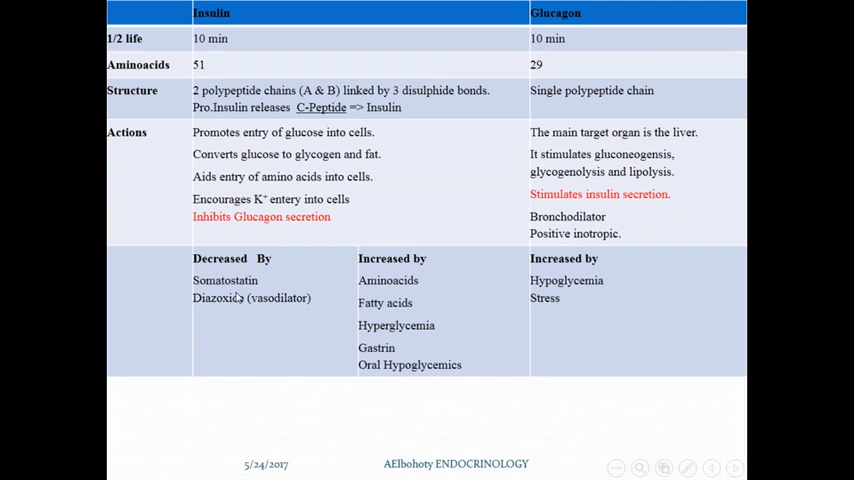 Insulin Glucagon
1/2 life 10 min 10 min
Aminoacids 51 29
Structure 2 polypeptide chains (A & B) linked by 3 disulphide bonds. Single polypeptide chain
Pro.Insulin releases C-Peptide => Insulin
Actions Promotes entry of glucose into cells. The main target organ is the liver.
Converts glucose to glycogen and fat. It stimulates gluconeogensis,
glycogenolysis and lipolysis.
Aids entry of amino acids into cells.
Encourages K+ entery into cells Stimulates insulin secretion.
Inhibits Glucagon secretion Bronchodilator
Positive inotropic.
Decreased By Increased by Increased by
Somatostatin Aminoacids Hypoglycemia
Diazoxide (vasodilator) Fatty acids Stress
Hyperglycemia
Gastrin
Oral Hypoglycemics
5/24/2017 AElbohoty ENDOCRINOLOGY